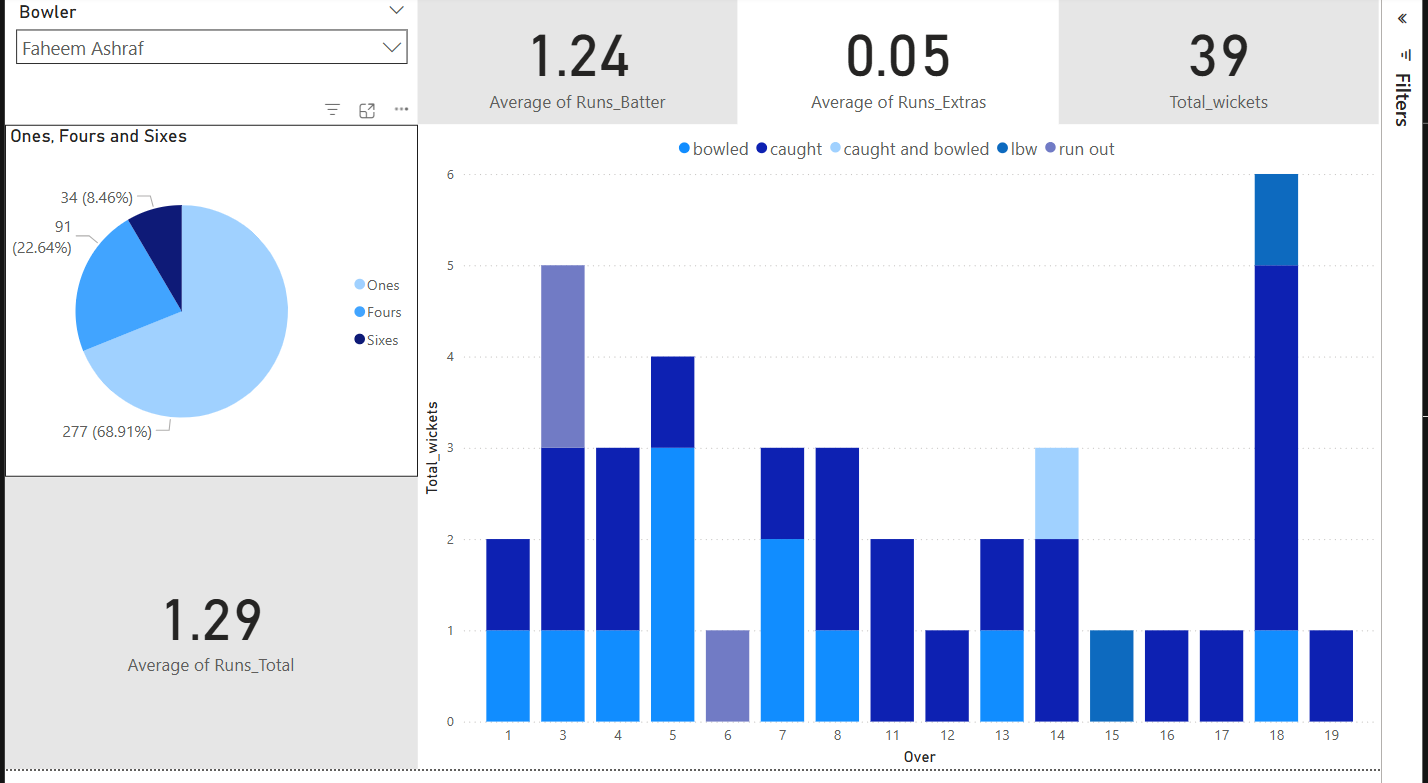 Bowler
Faheem Ashraf
1.24
Average of Runs_Batter
0.05
Average of Runs_Extras
39
Total_wickets
Filters
Ones, Fours and Sixes
34 (8.46%)
91
(22.64%)
277 (68.91%)
Ones
Fours
Sixes
1.29
Average of Runs_Total
bowled caught caught and bowled lbw run out
Total_wickets
6
5
4
3
2
1
0
1 3 4 5 6 7 8 11 12 13 14 15 16 17 18 19
Over